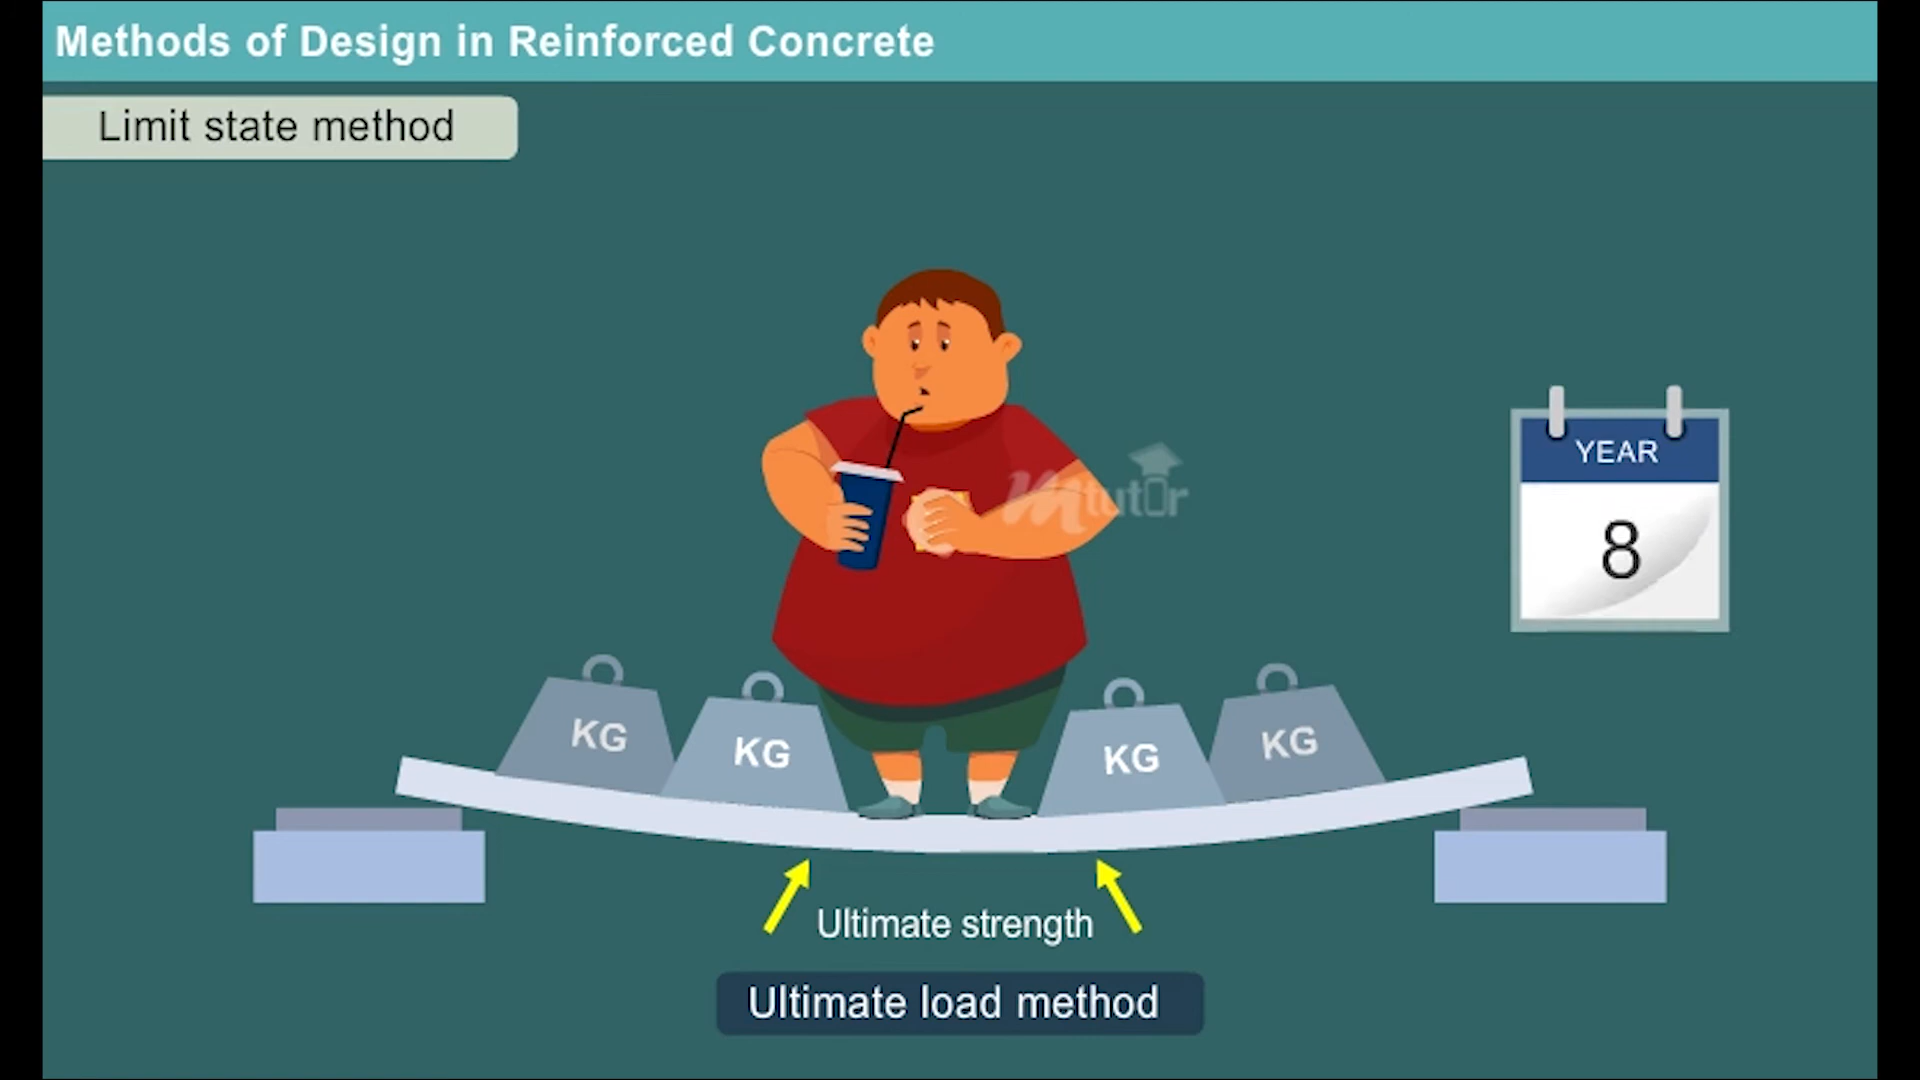 Methods of Design in Reinforced Concrete
Limit state method
Mtutor
YEAR
8
KG
KG
KG
KG
Ultimate strength
Ultimate load method